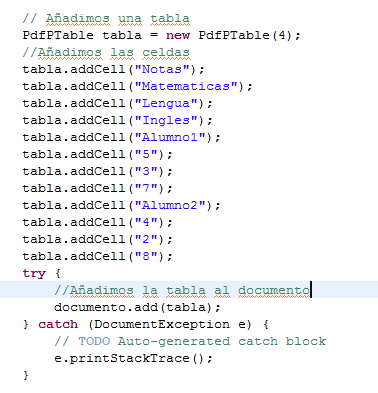 // Añadimos una tabla
PdfPTable tabla = new PdfPTable(4);
//Añadimos las celdas
tabla.addCell("Notas");
tabla.addCell("Matematicas");
tabla.addCell("Lengua");
tabla.addCell("Ingles");
tabla.addCell("Alumno1");
tabla.addCell("5");
tabla.addCell("3");
tabla.addCell("7");
tabla.addCell("Alumno2");
tabla.addCell("4");
tabla.addCell("2");
tabla.addCell("8");
try {
    //Añadimos la tabla al documento
    documento.add(tabla);
} catch (DocumentException e) {
    // TODO Auto-generated catch block
    e.printStackTrace();
}